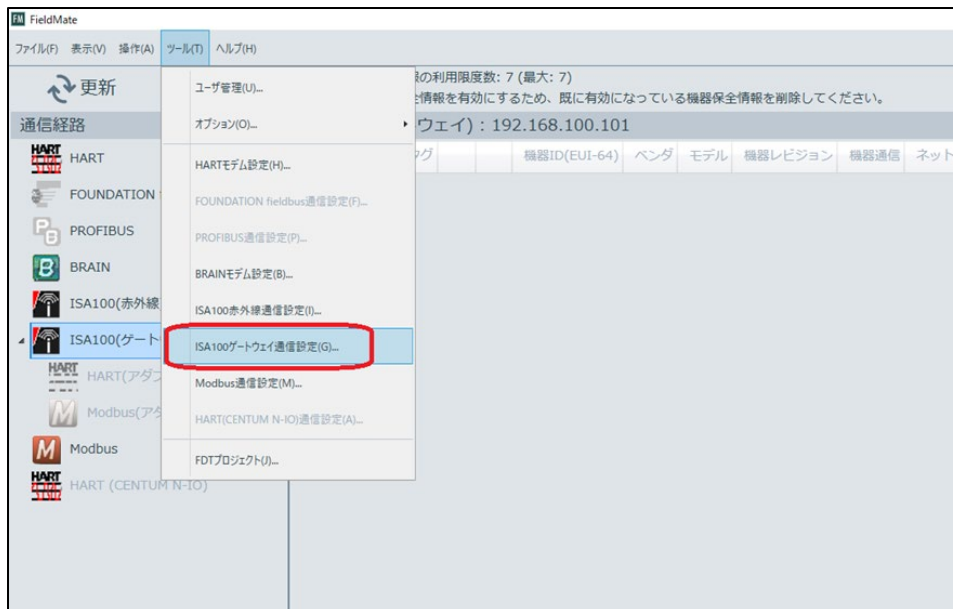 FM FieldMate
ファイル(F) 表示(V) 操作(A) ツール(T) ヘルプ(H)
更新
の利用限度数: 7 (最大: 7)
情報を有効にするため、既に有効になっている機器保全情報を削除してください。
通信経路
ウェイ) : 192.168.100.101
グ 機器ID(EUI-64) ベンダ モデル 機器レビジョン 機器通信 ネット
HART HART
FOUNDATION
PROFIBUS
BRAIN
ISA100(赤外線
ISA100(ゲート
HART HART(アダプ
Modbus(アダ
Modbus
HART HART (CENTUM N-IO)
ユーザ管理(U)...
オプション(O)...
HARTモデム設定(H)...
FOUNDATION fieldbus通信設定(F)...
PROFIBUS通信設定(P)...
BRAINモデム設定(B)...
ISA100赤外線通信設定(I)...
ISA100ゲートウェイ通信設定(G)...
Modbus通信設定(M)...
HART(CENTUM N-IO)通信設定(A)...
FDTプロジェクト(J)...